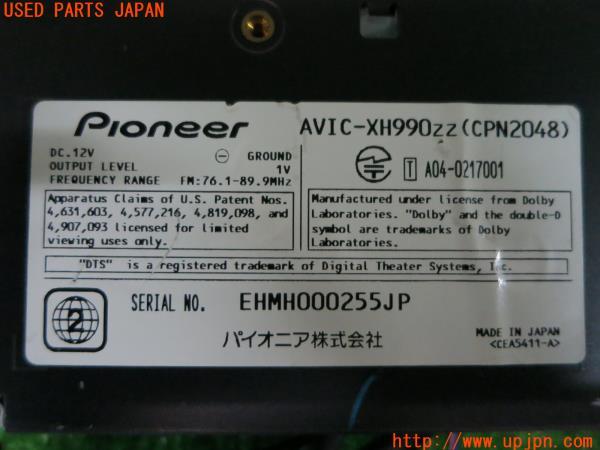 USED PARTS JAPAN
Pioneer AVIC-XH990zz(CPN2048)
DC.12V ⊖ GROUND
OUTPUT LEVEL 1V
FREQUENCY RANGE FM:76.1-89.9MHz
T A04-0217001
Apparatus Claims of U.S. Patent Nos.
4,631,603, 4,577,216, 4,819,098, and
4,907,093 licensed for limited
viewing uses only.
Manufactured under license from Dolby
Laboratories. "Dolby" and the double-D
symbol are trademarks of Dolby
Laboratories.
"DTS" is a registered trademark of Digital Theater Systems, Inc.
2
SERIAL NO. EHMH000255JP
パイオニア株式会社
MADE IN JAPAN
<CEA5411-A>
http://www.upjpn.com/